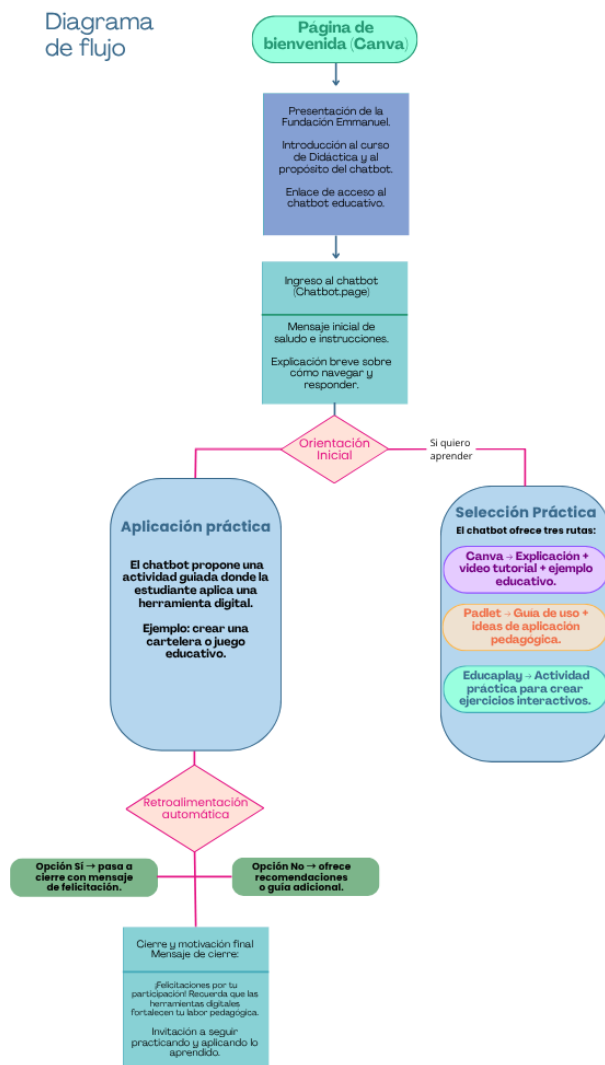 Diagrama
de flujo
Página de
bienvenida (Canva)
Presentación de la
Fundación Emmanuel.
Introducción al curso
de Didáctica y al
propósito del chatbot.
Enlace de acceso al
chatbot educativo.
Ingreso al chatbot
(Chatbot.page)
Mensaje inicial de
saludo e instrucciones.
Explicación breve sobre
cómo navegar y
responder.
Orientación
Inicial
Si quiero
aprender
Aplicación práctica
El chatbot propone una
actividad guiada donde la
estudiante aplica una
herramienta digital.
Ejemplo: crear una
cartelera o juego
educativo.
Selección Práctica
El chatbot ofrece tres rutas:
Canva → Explicación +
video tutorial + ejemplo
educativo.
Padlet → Guía de uso +
ideas de aplicación
pedagógica.
Educaplay → Actividad
práctica para crear
ejercicios interactivos.
Retroalimentación
automática
Opción Sí → pasa a
cierre con mensaje
de felicitación.
Opción No → ofrece
recomendaciones
o guía adicional.
Cierre y motivación final
Mensaje de cierre:
¡Felicitaciones por tu
participación! Recuerda que las
herramientas digitales
fortalecen tu labor pedagógica.
Invitación a seguir
practicando y aplicando lo
aprendido.